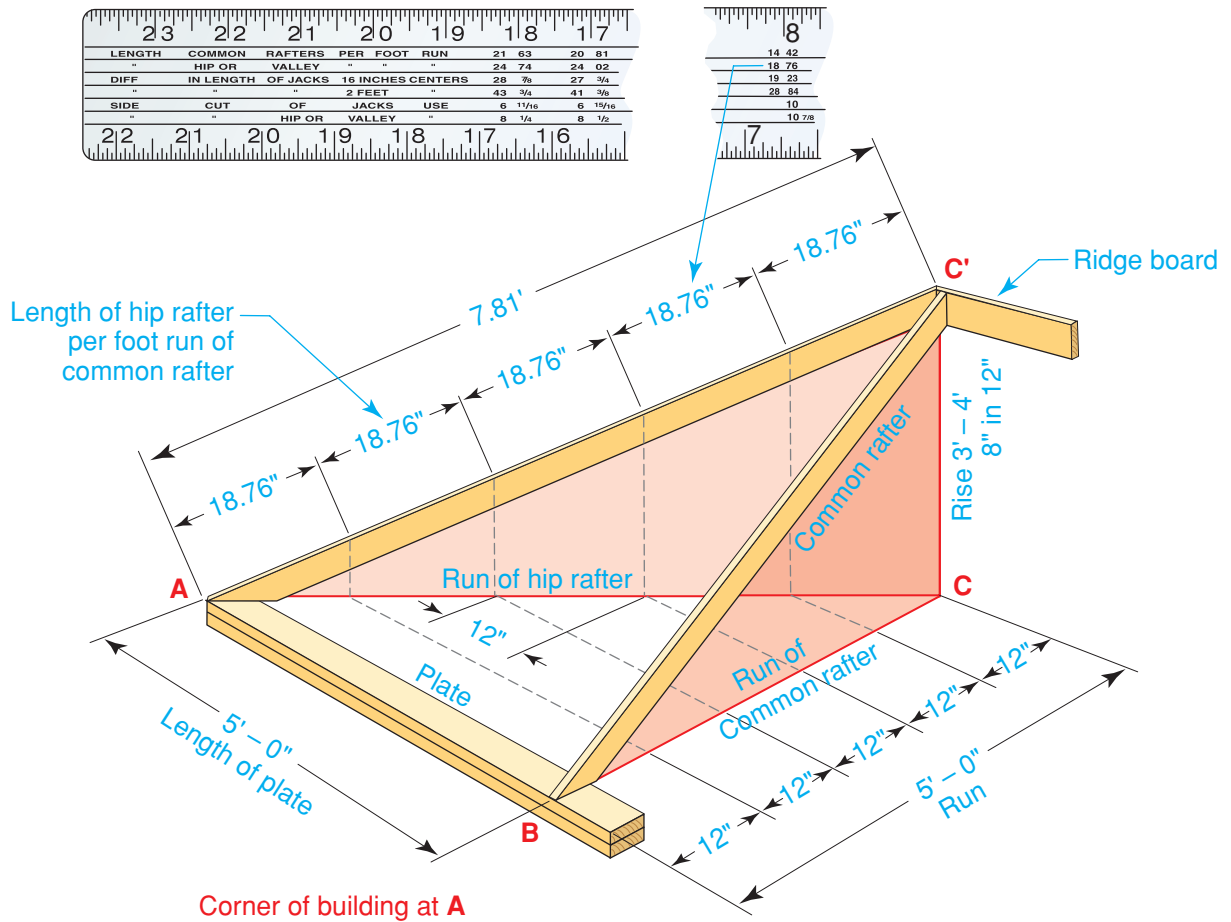 23 22 21 20 19 18 17
LENGTH COMMON RAFTERS PER FOOT RUN 21 63 20 81
" HIP OR VALLEY " " " 24 74 24 02
DIFF IN LENGTH OF JACKS 16 INCHES CENTERS 28 7/8 27 3/4
" " " 2 FEET " 43 3/4 41 3/8
SIDE CUT OF JACKS USE 6 11/16 6 15/16
" " HIP OR VALLEY " 8 1/4 8 1/2
22 21 20 19 18 17 16
8
14 42
18 76
19 23
28 84
10
10 7/8
7
Ridge board
C'
18.76"
18.76"
18.76"
18.76"
18.76"
7.81'
Length of hip rafter
per foot run of
common rafter
Common rafter
Rise 3' – 4'
8" in 12"
A
Run of hip rafter
C
12"
Plate
Run of
Common rafter
12"
12"
12"
12"
12"
5' – 0"
Run
5' – 0"
Length of plate
B
Corner of building at A